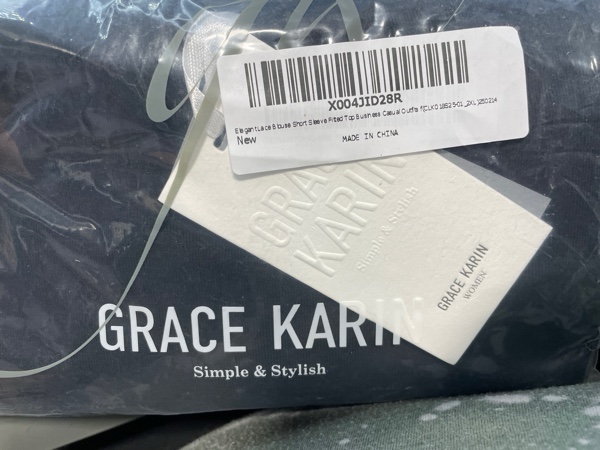 X004JID28R
Elegant Lace Blouse Short Sleeve Fitted Top Business Casual Outfits
New
MADE IN CHINA
GRACE
KARIN
Simple & Stylish
GRACE KARIN
WOMEN
GRACE KARIN
Simple & Stylish